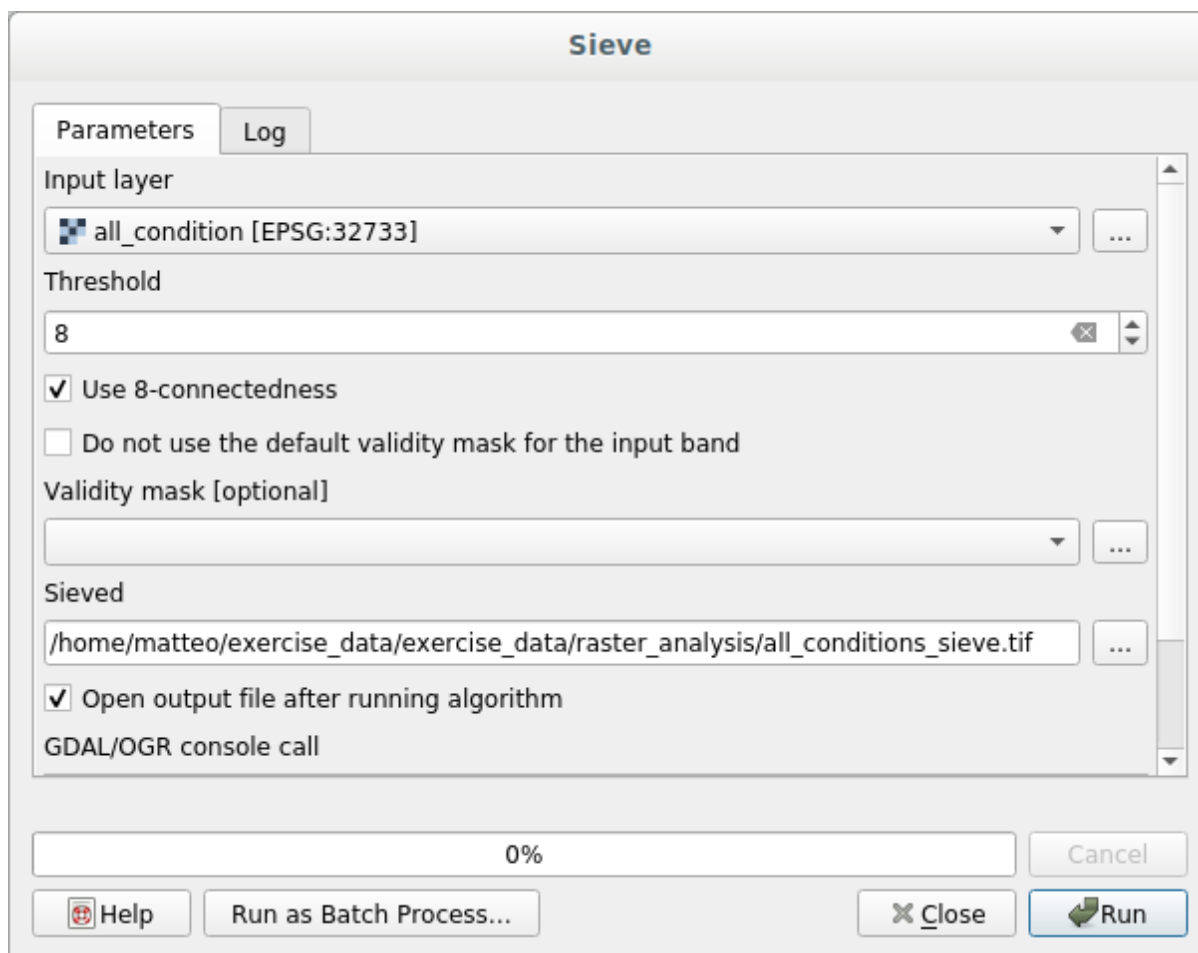 Sieve
Parameters
Log
Input layer
all_condition [EPSG:32733]
...
Threshold
8
Use 8-connectedness
Do not use the default validity mask for the input band
Validity mask [optional]
...
Sieved
/home/matteo/exercise_data/exercise_data/raster_analysis/all_conditions_sieve.tif
...
Open output file after running algorithm
GDAL/OGR console call
0%
Cancel
Help
Run as Batch Process...
Close
Run